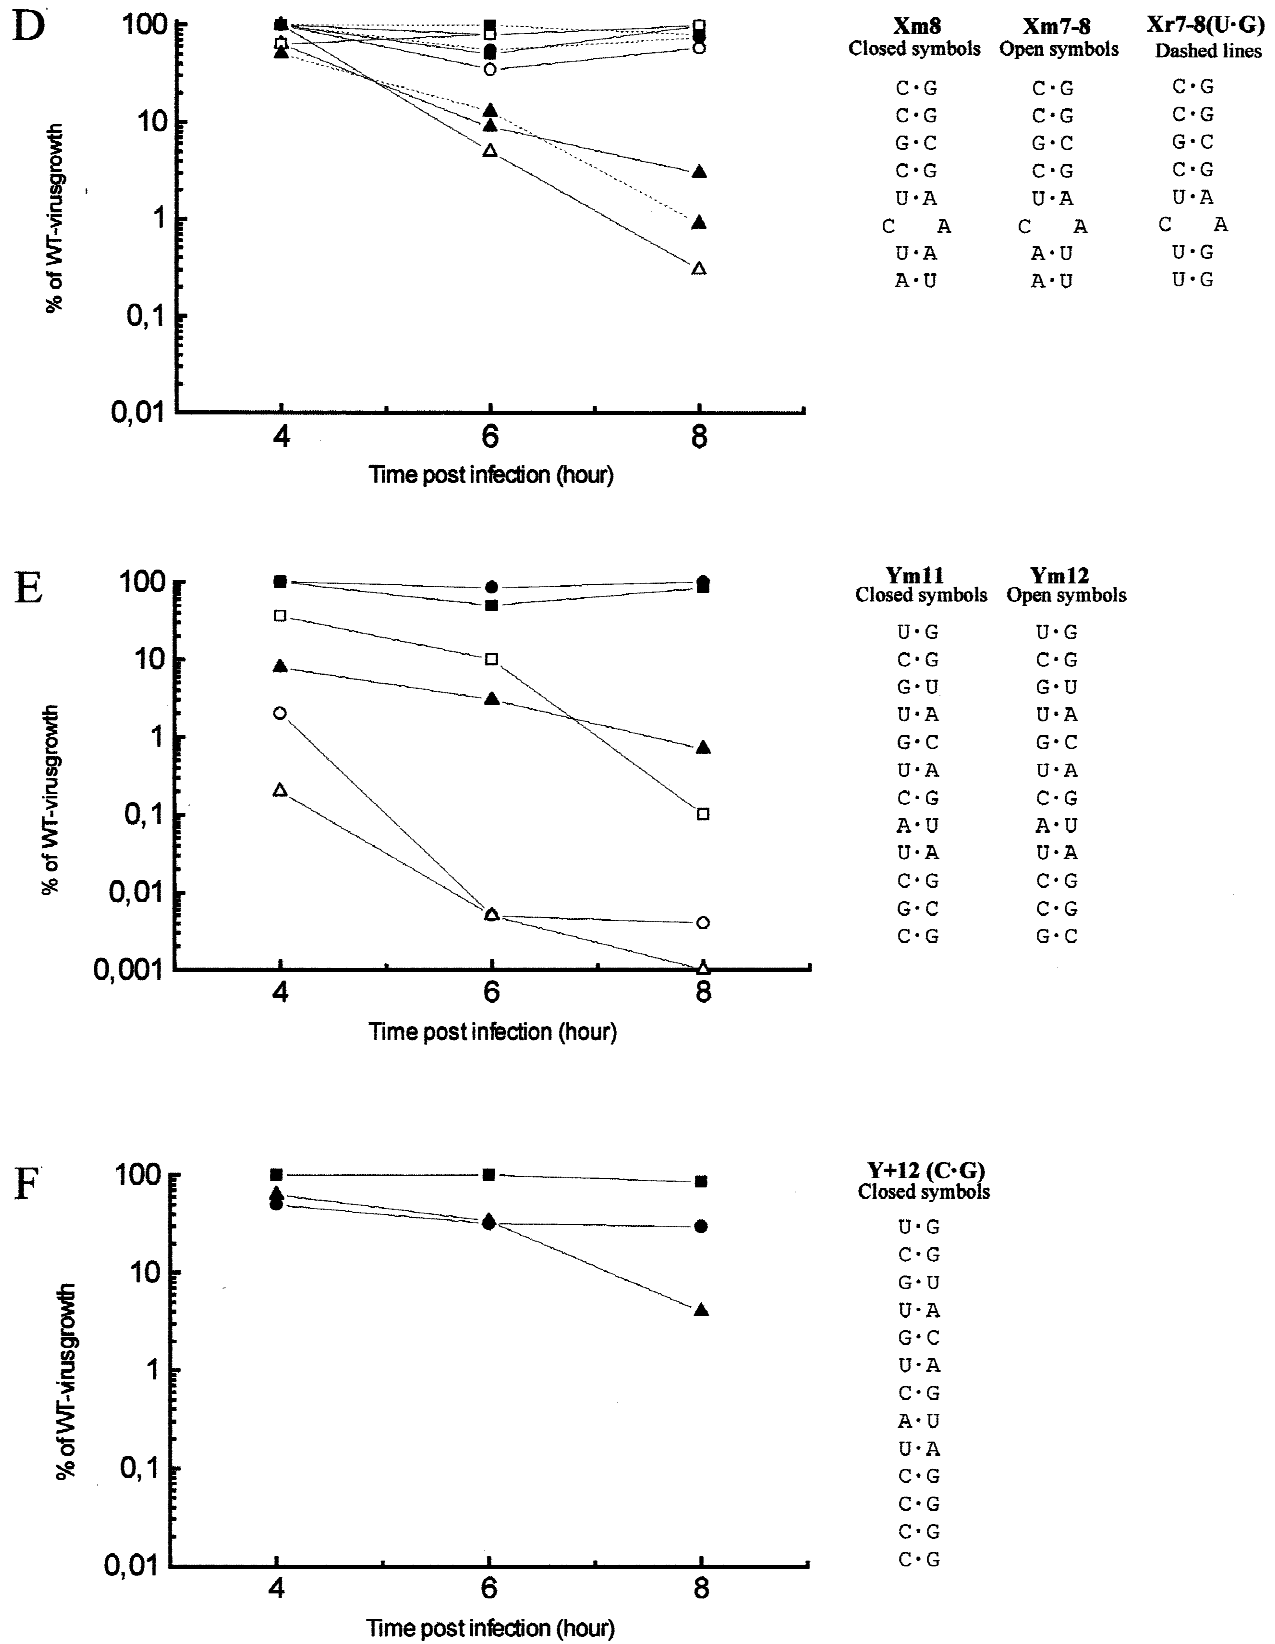 D
100
10
1
0,1
0,01
4 6 8
% of WT-virusgrowth
Time post infection (hour)
Xm8 Xm7-8 Xr7-8(U·G)
Closed symbols Open symbols Dashed lines
C·G C·G C·G
C·G C·G C·G
G·C G·C G·C
C·G C·G C·G
U·A U·A U·A
C A C A C A
U·A A·U U·G
A·U A·U U·G
E
100
10
1
0,1
0,01
0,001
4 6 8
% of WT-virusgrowth
Time post infection (hour)
Ym11 Ym12
Closed symbols Open symbols
U·G U·G
C·G C·G
G·U G·U
U·A U·A
G·C G·C
U·A U·A
C·G C·G
A·U A·U
U·A U·A
C·G C·G
G·C C·G
C·G G·C
F
100
10
1
0,1
0,01
4 6 8
% of WT-virusgrowth
Time post infection (hour)
Y+12 (C·G)
Closed symbols
U·G
C·G
G·U
U·A
G·C
U·A
C·G
A·U
U·A
C·G
C·G
C·G
C·G